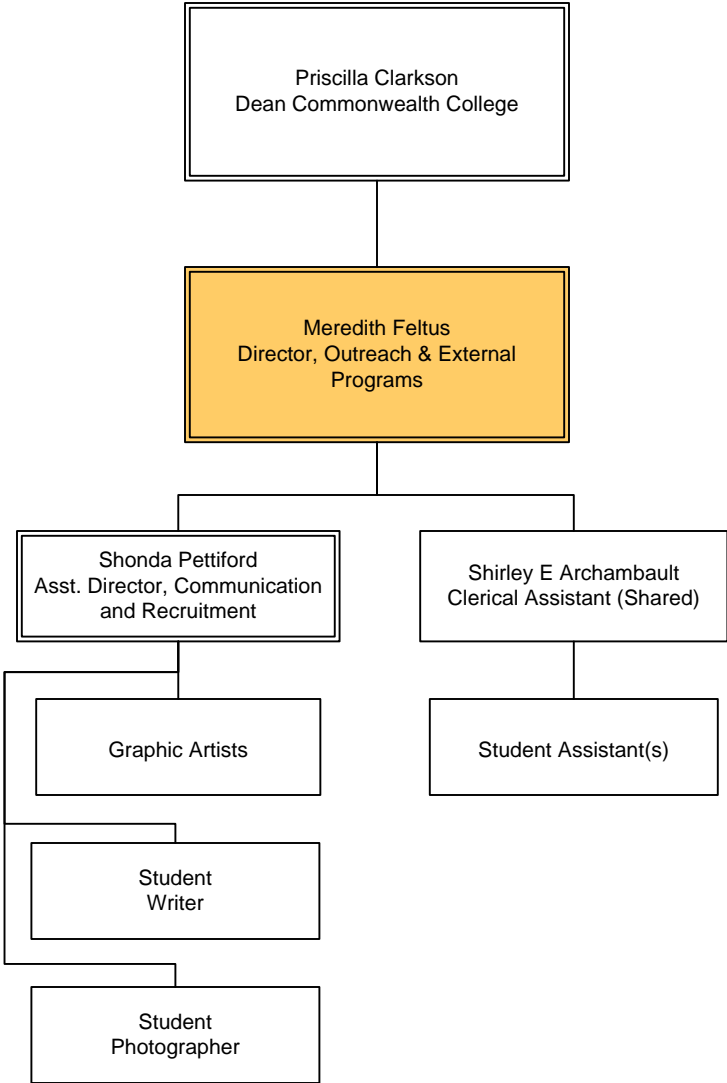 Priscilla Clarkson
Dean Commonwealth College
Meredith Feltus
Director, Outreach & External
Programs
Shonda Pettiford
Asst. Director, Communication
and Recruitment
Shirley E Archambault
Clerical Assistant (Shared)
Graphic Artists
Student Assistant(s)
Student
Writer
Student
Photographer